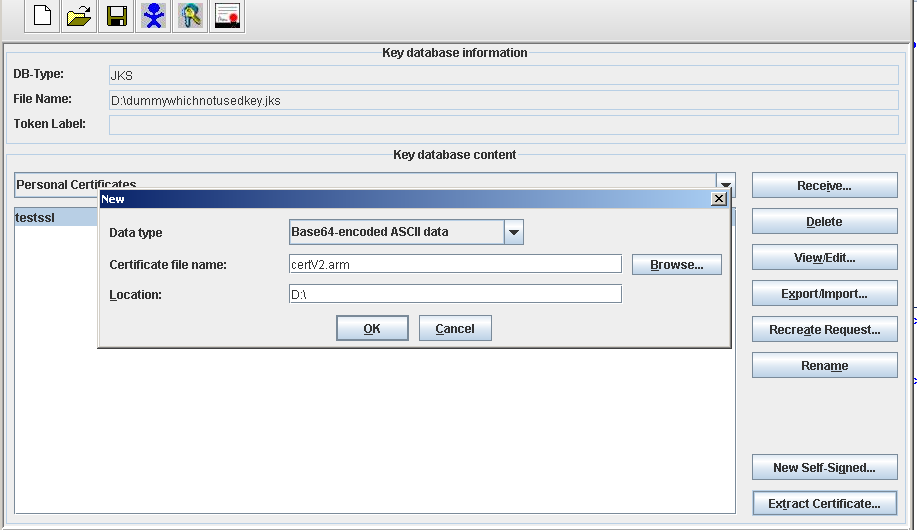 Key database information
DB-Type: JKS
File Name: D:\dummywhichnotusedkey.jks
Token Label:
Key database content
Personal Certificates
Receive...
New
testssl
Delete
Data type Base64-encoded ASCII data
View/Edit...
Certificate file name: certV2.arm Browse...
Location: D:\
Export/Import...
OK Cancel
Recreate Request...
Rename
New Self-Signed...
Extract Certificate...